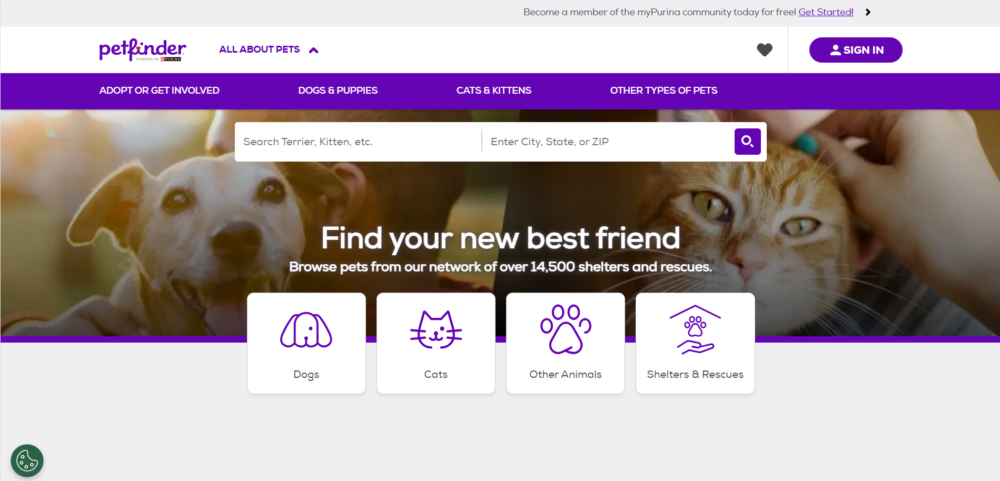 Become a member of the myPurina community today for free! Get Started!
petfinder
POWERED BY PURINA
ALL ABOUT PETS
SIGN IN
ADOPT OR GET INVOLVED
DOGS & PUPPIES
CATS & KITTENS
OTHER TYPES OF PETS
Search Terrier, Kitten, etc.
Enter City, State, or ZIP
Find your new best friend
Browse pets from our network of over 14,500 shelters and rescues.
Dogs
Cats
Other Animals
Shelters & Rescues